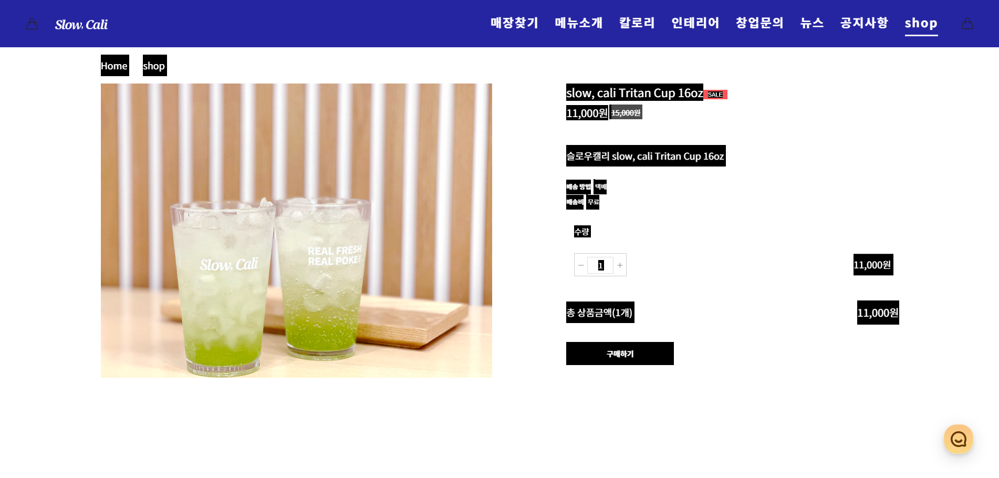 Slow, Cali
매장찾기 메뉴소개 칼로리 인테리어 창업문의 뉴스 공지사항 shop
Home shop
slow, cali Tritan Cup 16oz SALE
11,000원 15,000원
슬로우캘리 slow, cali Tritan Cup 16oz
배송 방법 택배
배송비 무료
수량
1 11,000원
총 상품금액(1개) 11,000원
구매하기
Slow, Cali
REAL FRESH
REAL POKE!